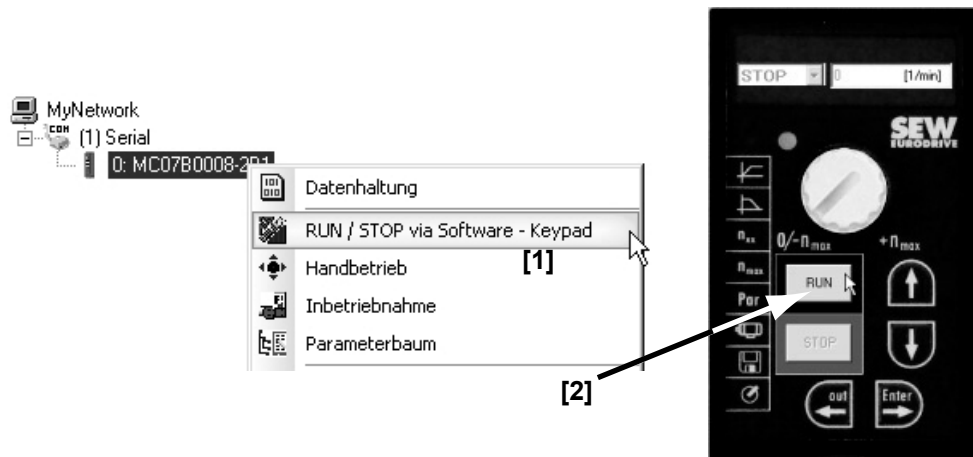 MyNetwork
COM
(1) Serial
0: MC07B0008-2B1
Datenhaltung
RUN / STOP via Software - Keypad
[1]
Handbetrieb
Inbetriebnahme
Parameterbaum
[2]
STOP 0 [1/min]
SEW
EURODRIVE
0/-n max
+n max
n xx
n max
Par
RUN
STOP
out
Enter